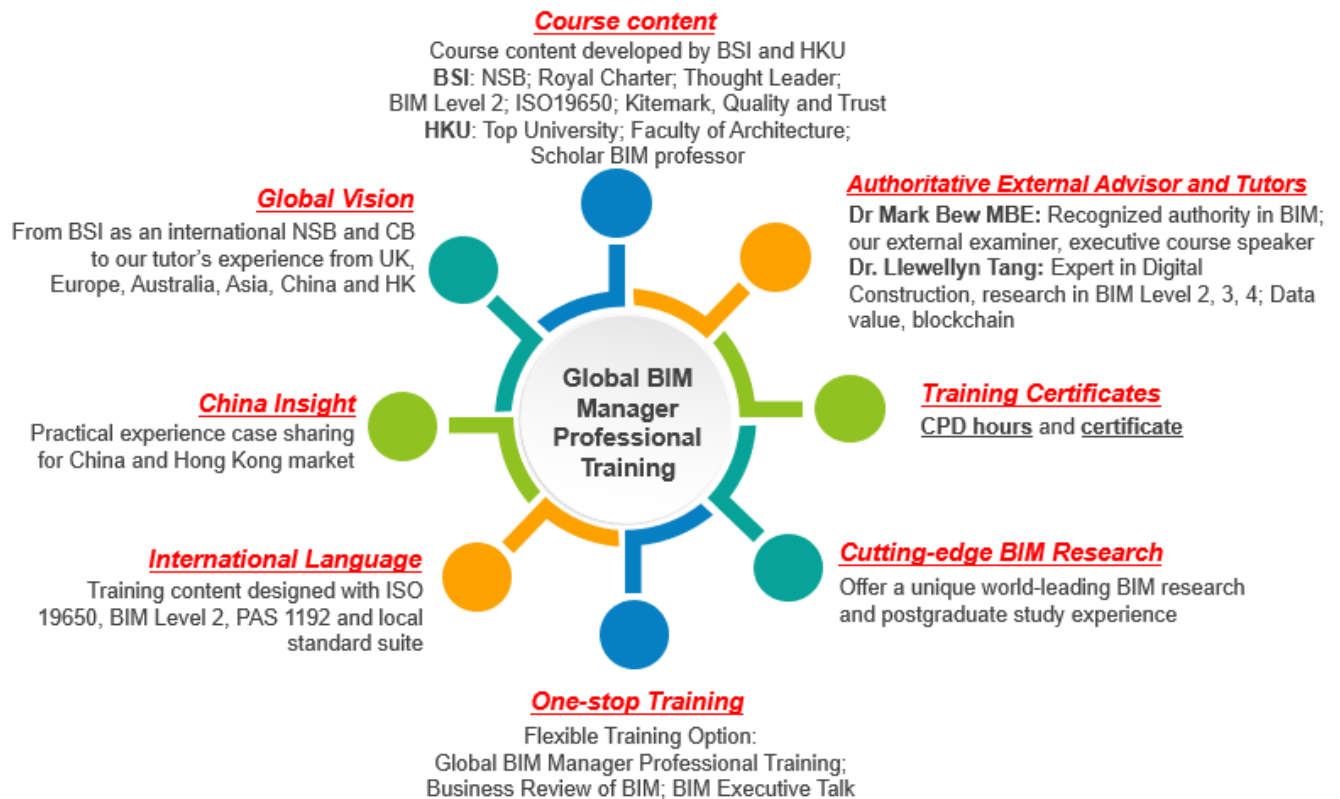 Course content
Course content developed by BSI and HKU
BSI: NSB; Royal Charter; Thought Leader;
BIM Level 2; ISO19650; Kitemark, Quality and Trust
HKU: Top University; Faculty of Architecture;
Scholar BIM professor
Authoritative External Advisor and Tutors
Dr Mark Bew MBE: Recognized authority in BIM;
our external examiner, executive course speaker
Dr. Llewellyn Tang: Expert in Digital
Construction, research in BIM Level 2, 3, 4; Data
value, blockchain
Training Certificates
CPD hours and certificate
Cutting-edge BIM Research
Offer a unique world-leading BIM research
and postgraduate study experience
One-stop Training
Flexible Training Option:
Global BIM Manager Professional Training;
Business Review of BIM; BIM Executive Talk
International Language
Training content designed with ISO
19650, BIM Level 2, PAS 1192 and local
standard suite
China Insight
Practical experience case sharing
for China and Hong Kong market
Global Vision
From BSI as an international NSB and CB
to our tutor's experience from UK,
Europe, Australia, Asia, China and HK
Global BIM
Manager
Professional
Training